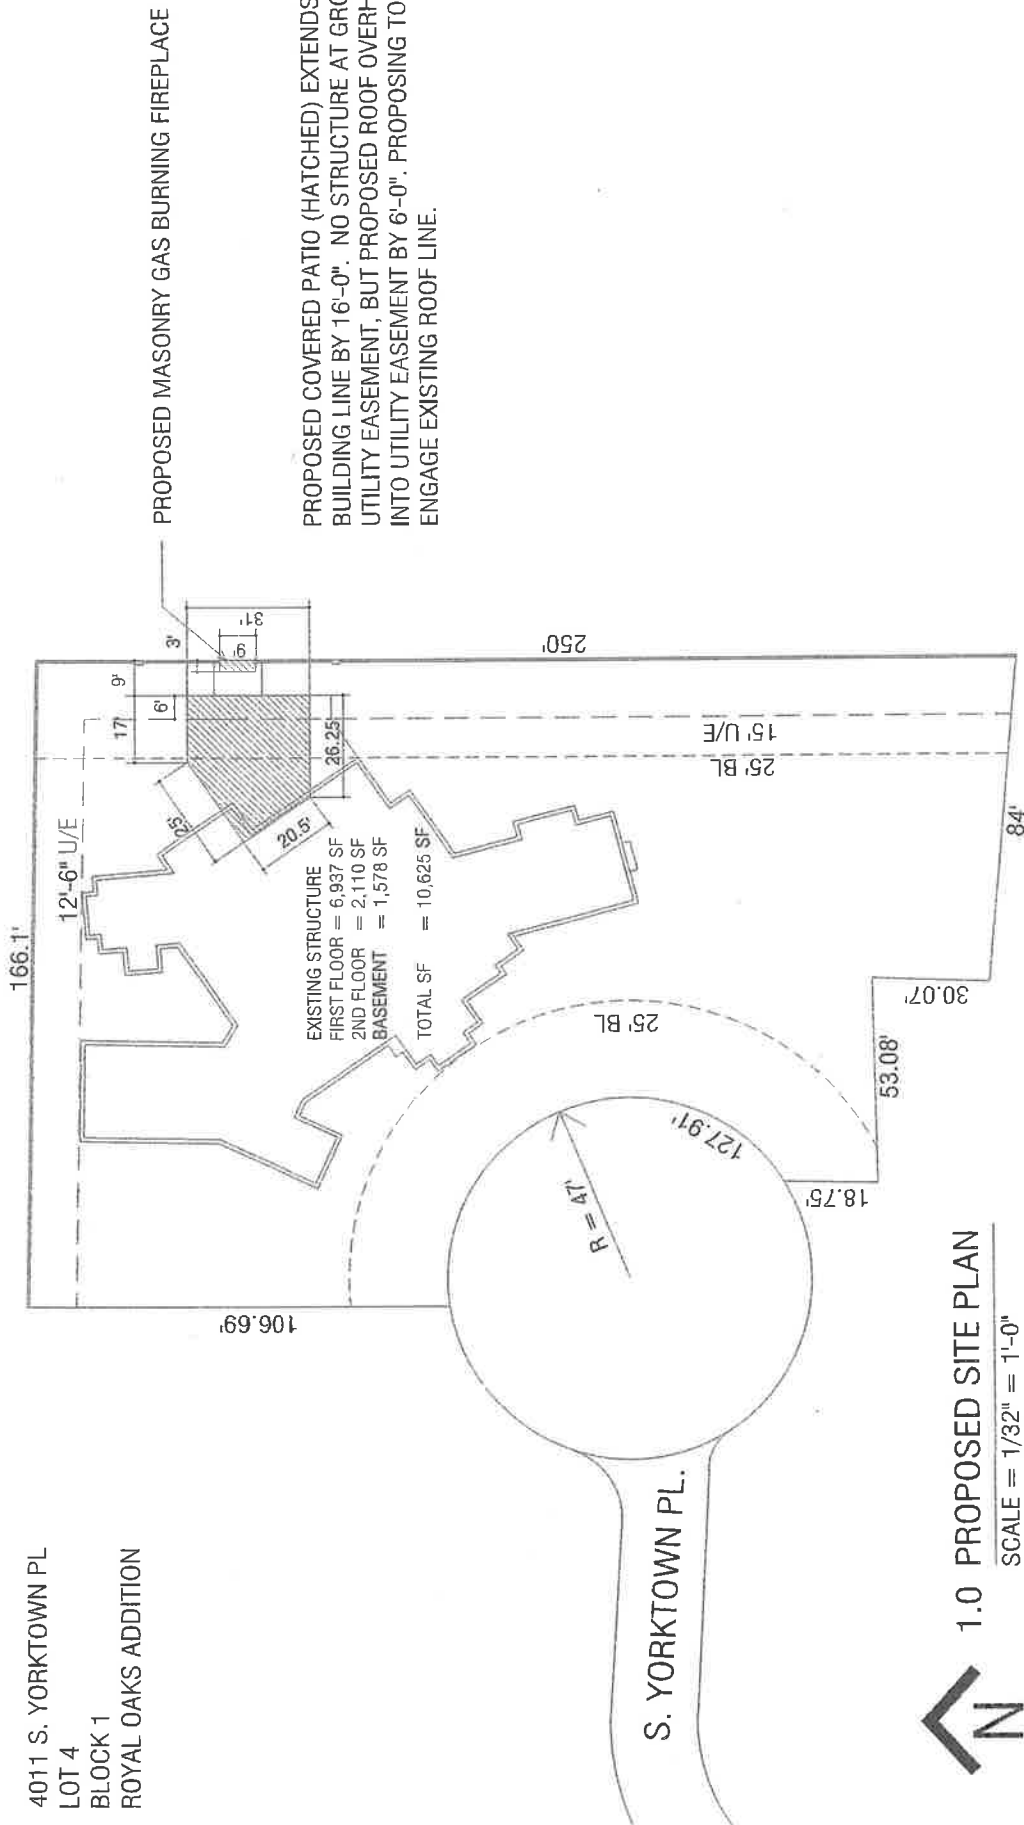 4011 S. YORKTOWN PL
LOT 4
BLOCK 1
ROYAL OAKS ADDITION
PROPOSED MASONRY GAS BURNING FIREPLACE
PROPOSED COVERED PATIO (HATCHED) EXTENDS
BUILDING LINE BY 16'-0". NO STRUCTURE AT
UTILITY EASEMENT, BUT PROPOSED ROOF
INTO UTILITY EASEMENT BY 6'-0". PROPOSING TO
ENGAGE EXISTING ROOF LINE.
166.1'
12'-6" U/E
3'
9'
17'
6'
31'
9'
25'
20.5'
26.25'
250'
15' U/E
25' BL
EXISTING STRUCTURE
FIRST FLOOR = 6,937 SF
2ND FLOOR = 2,110 SF
BASEMENT = 1,578 SF
TOTAL SF = 10,625 SF
25' BL
106.69'
R = 47'
127.91'
18.75'
53.08'
30.07'
84'
S. YORKTOWN PL.
N
1.0 PROPOSED SITE PLAN
SCALE = 1/32" = 1'-0"